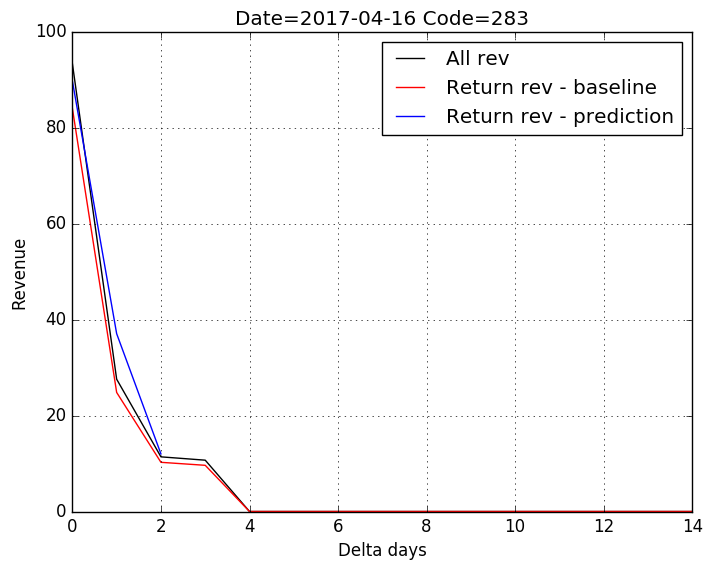 Date=2017-04-16 Code=283
All rev
Return rev - baseline
Return rev - prediction
Revenue
100
80
60
40
20
0
0 2 4 6 8 10 12 14
Delta days